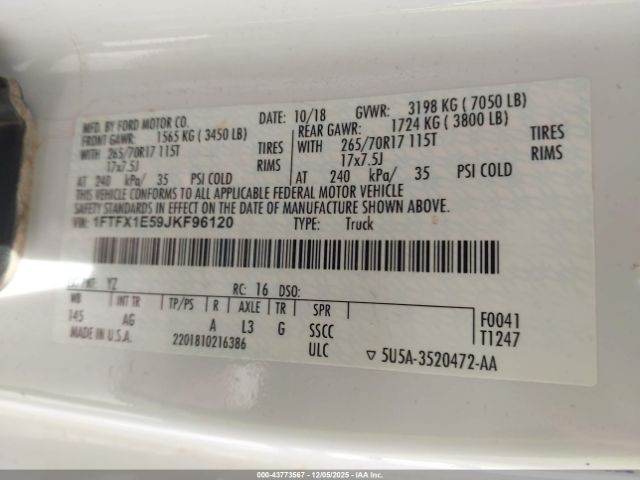 MFD. BY FORD MOTOR CO. DATE: 10/18 GVWR: 3198 KG ( 7050 LB)
FRONT GAWR: 1565 KG ( 3450 LB) REAR GAWR: 1724 KG ( 3800 LB)
WITH 265/70R17 115T TIRES WITH 265/70R17 115T TIRES
17x7.5J RIMS 17x7.5J RIMS
AT 240 kPa/ 35 PSI COLD AT 240 kPa/ 35 PSI COLD
THIS VEHICLE CONFORMS TO ALL APPLICABLE FEDERAL MOTOR VEHICLE
SAFETY STANDARDS IN EFFECT ON THE DATE OF MANUFACTURE SHOWN ABOVE.
VIN: 1FTFX1E59JKF96120 TYPE: Truck
EXT PNT: YZ RC: 16 DSO:
WB INT TR TP/PS R AXLE TR SPR F0041
145 AG A L3 G SSCC T1247
MADE IN U.S.A. 2201810216386 ULC ▽ 5U5A-3520472-AA
000-43773567 - 12/05/2025 - IAAI.COM